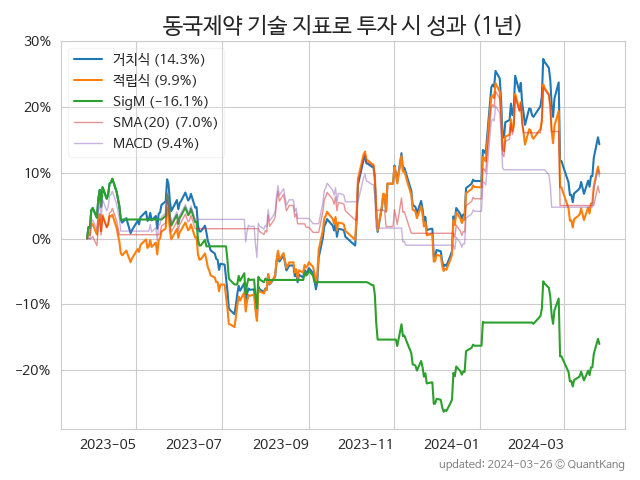 동국제약 기술 지표로 투자 시 성과 (1년)
30%
20%
10%
0%
−10%
−20%
거치식 (14.3%)
적립식 (9.9%)
SigM (−16.1%)
SMA(20) (7.0%)
MACD (9.4%)
2023-05 2023-07 2023-09 2023-11 2024-01 2024-03
updated: 2024-03-26 © QuantKang